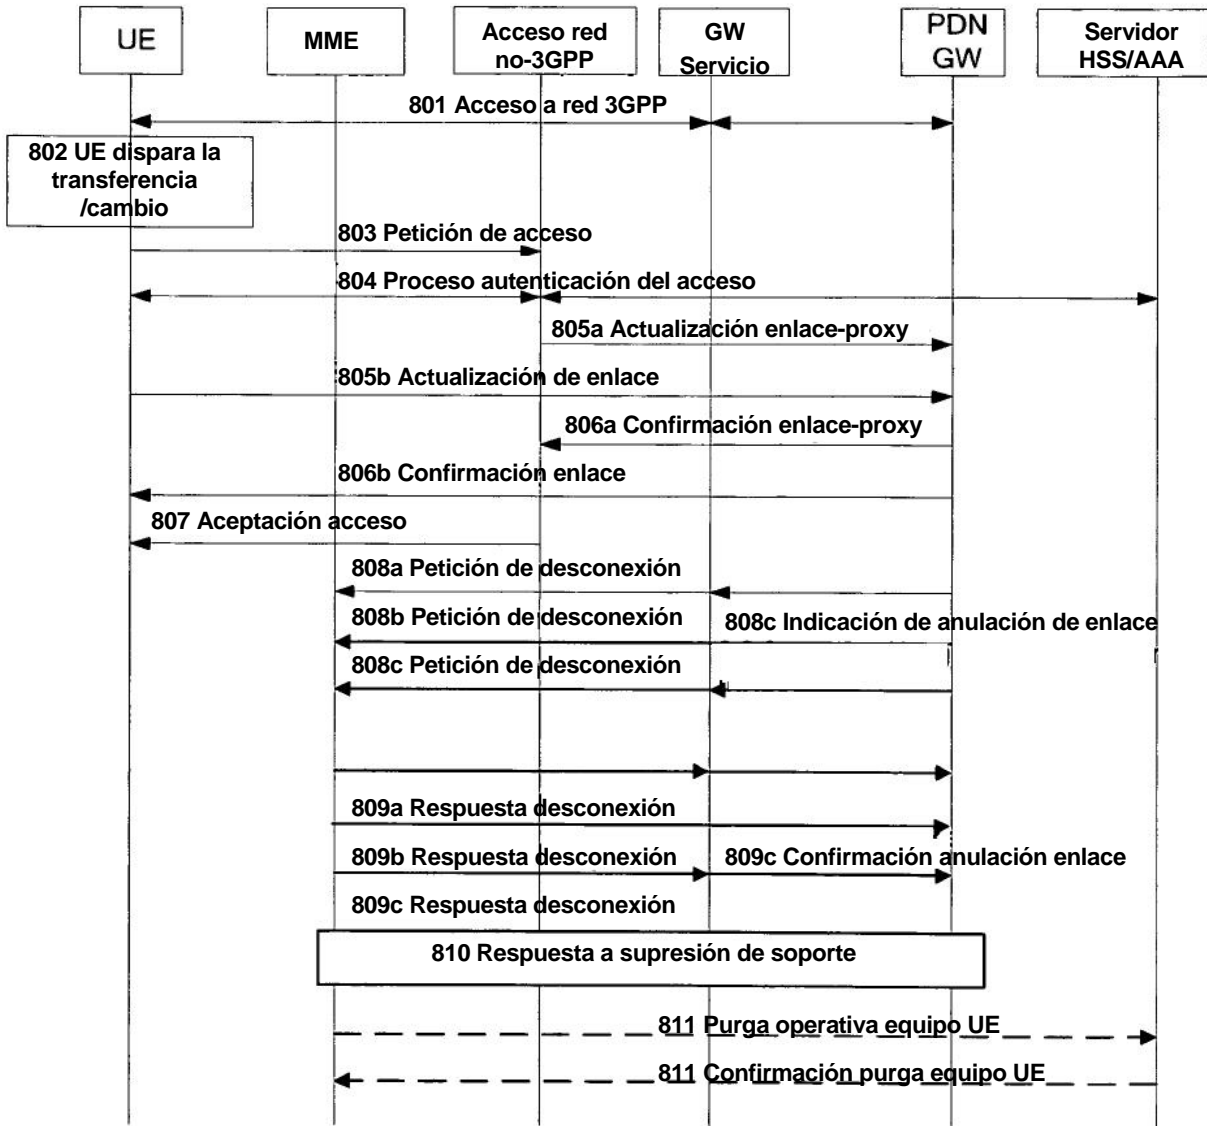 UE
MME
Acceso red
no-3GPP
GW
Servicio
PDN
GW
Servidor
HSS/AAA
801 Acceso a red 3GPP
802 UE dispara la
transferencia
/cambio
803 Petición de acceso
804 Proceso autenticación del acceso
805a Actualización enlace-proxy
805b Actualización de enlace
806a Confirmación enlace-proxy
806b Confirmación enlace
807 Aceptación acceso
808a Petición de desconexión
808b Petición de desconexión
808c Indicación de anulación de enlace
808c Petición de desconexión
809a Respuesta desconexión
809b Respuesta desconexión
809c Confirmación anulación enlace
809c Respuesta desconexión
810 Respuesta a supresión de soporte
811 Purga operativa equipo UE
811 Confirmación purga equipo UE